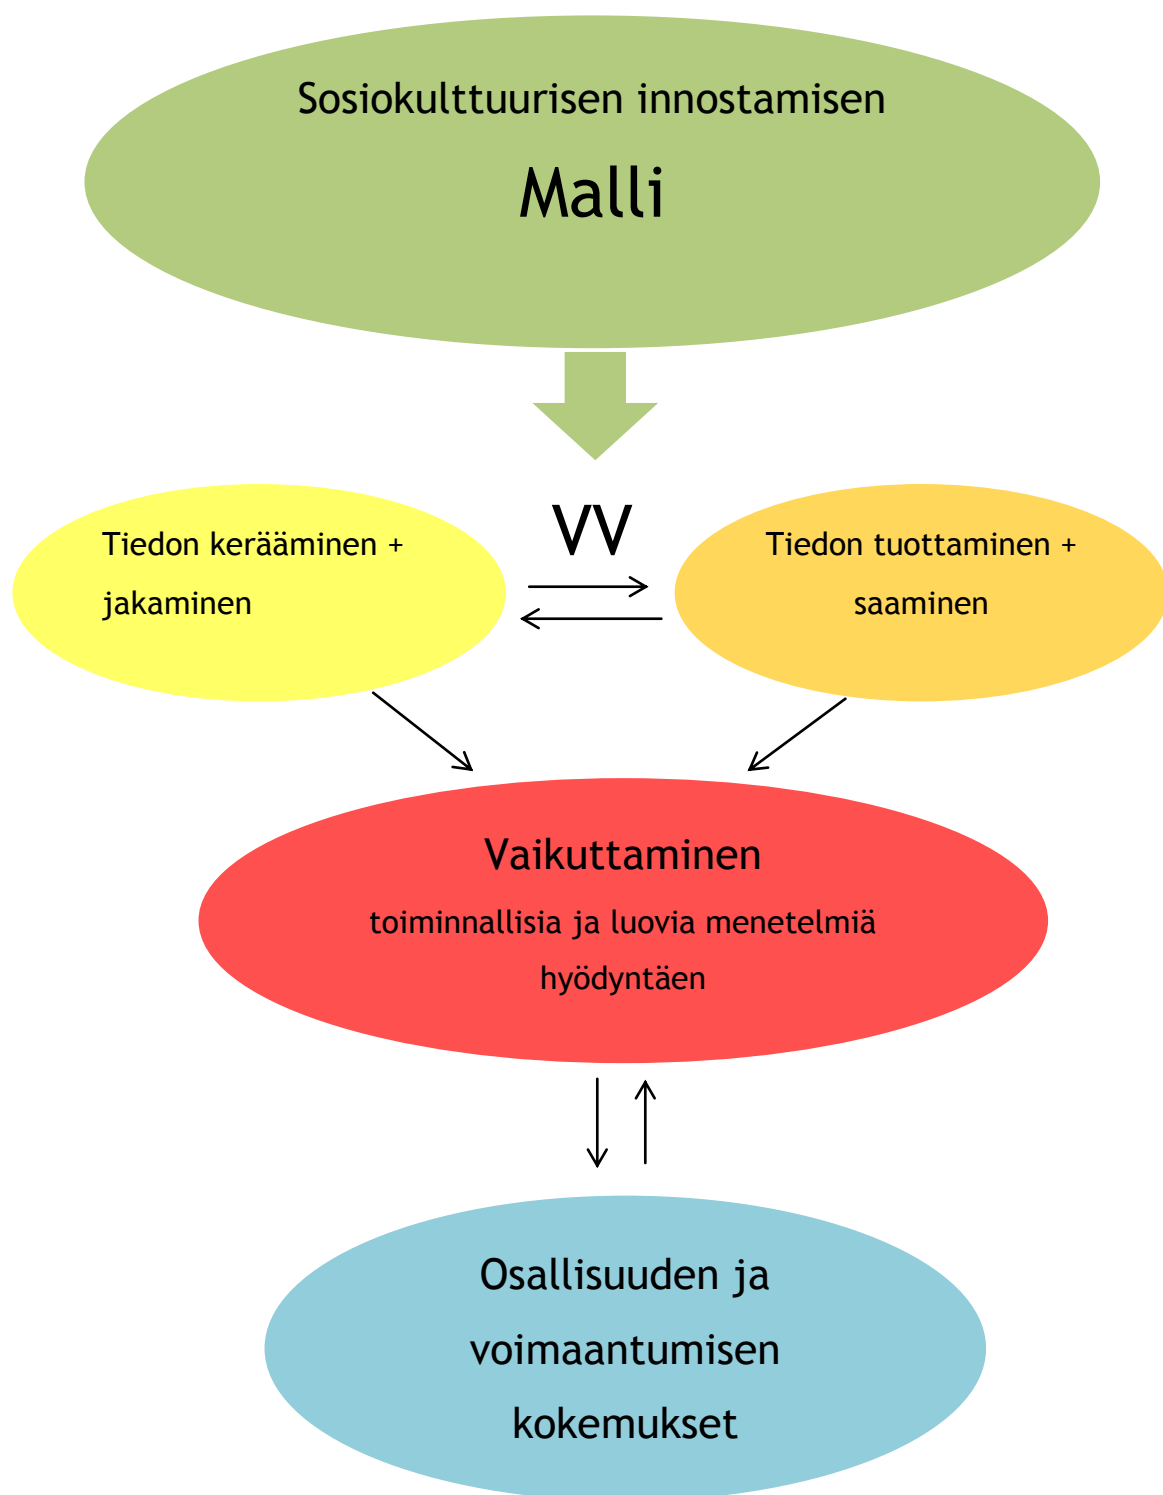 Sosiokulttuurisen innostamisen
Malli
VV
Tiedon kerääminen +
jakaminen
Tiedon tuottaminen +
saaminen
Vaikuttaminen
toiminnallisia ja luovia menetelmiä
hyödyntäen
Osallisuuden ja
voimaantumisen
kokemukset